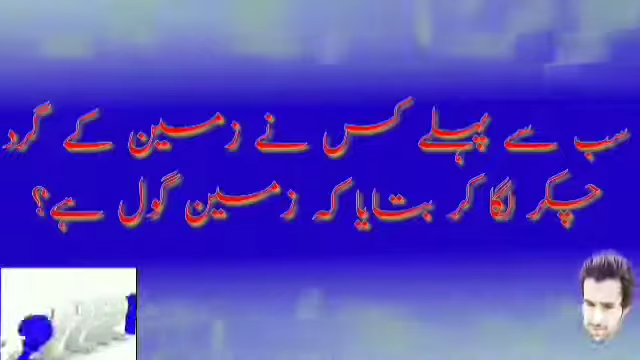 سب سے پہلے کس نے زمین کے گرد
چکر لگا کر بتایا کہ زمین گول ہے؟